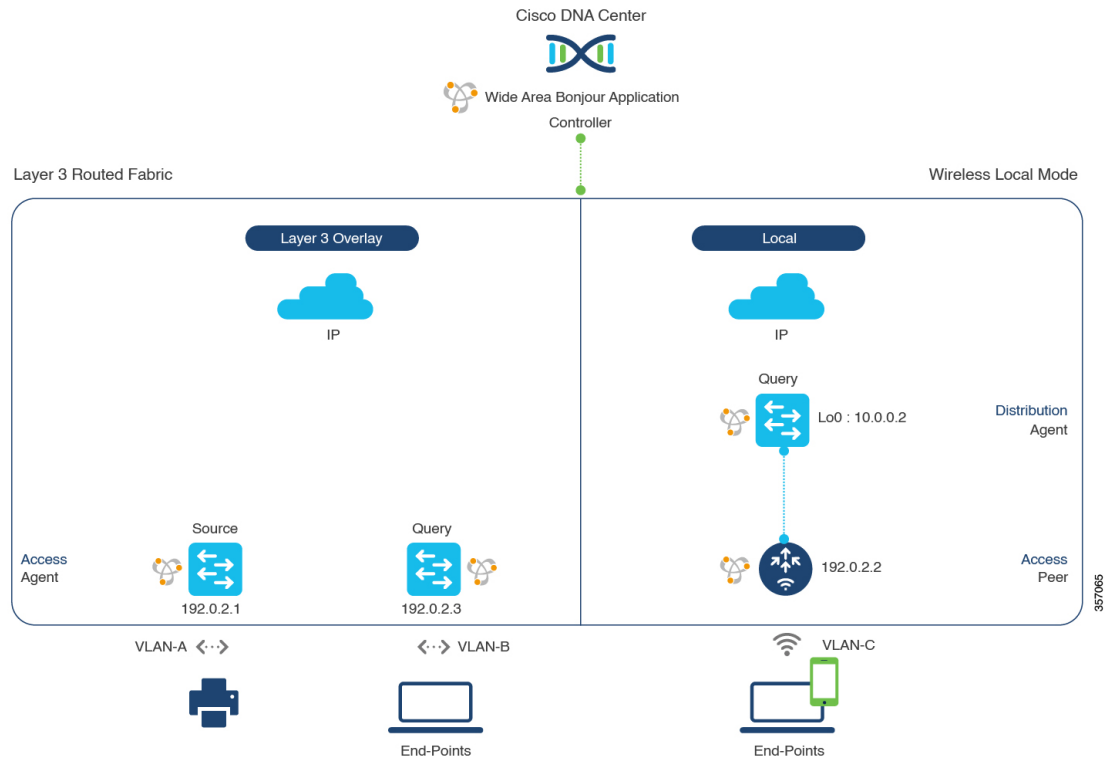 Cisco DNA Center
Wide Area Bonjour Application
Controller
Layer 3 Routed Fabric
Wireless Local Mode
Layer 3 Overlay
Local
IP
IP
Query
Lo0 : 10.0.0.2
Distribution
Agent
Source
Query
Access
Agent
192.0.2.1
192.0.2.3
192.0.2.2
Access
Peer
357065
VLAN-A
VLAN-B
VLAN-C
End-Points
End-Points